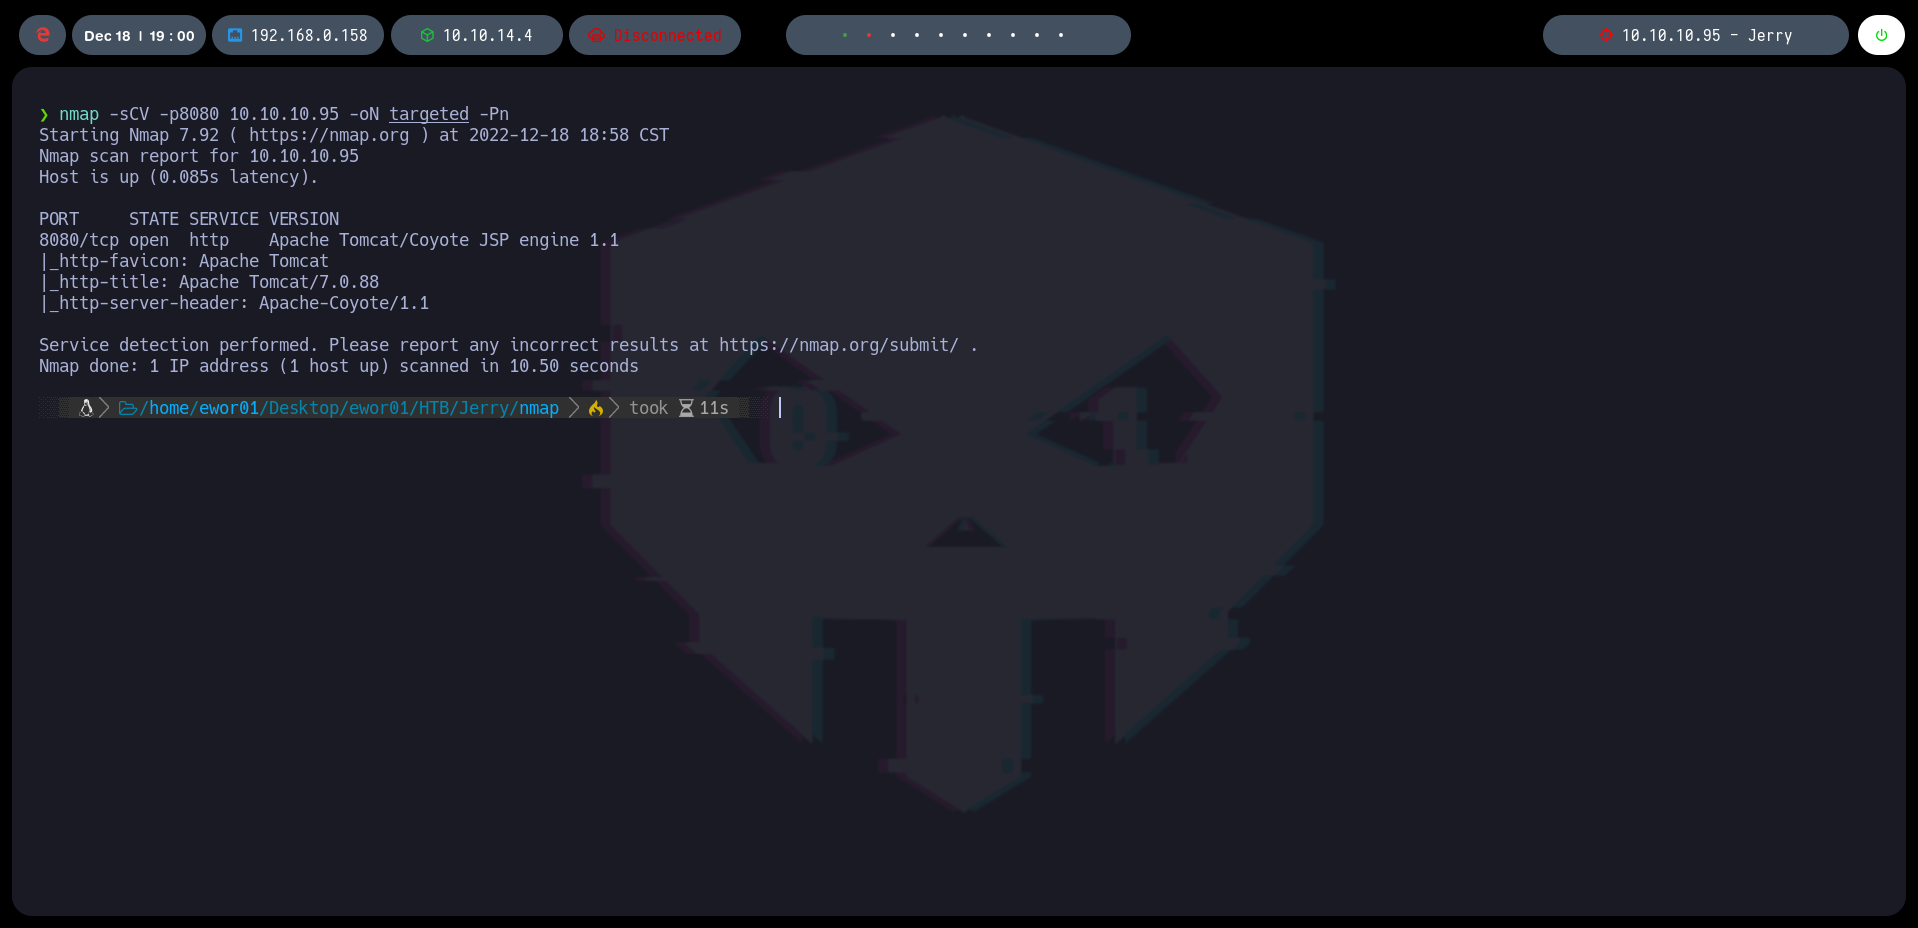 Dec 18 | 19 : 00 192.168.0.158 10.10.14.4 Disconnected 10.10.10.95 - Jerry
❯ nmap -sCV -p8080 10.10.10.95 -oN targeted -Pn
Starting Nmap 7.92 ( https://nmap.org ) at 2022-12-18 18:58 CST
Nmap scan report for 10.10.10.95
Host is up (0.085s latency).
PORT     STATE SERVICE VERSION
8080/tcp open  http    Apache Tomcat/Coyote JSP engine 1.1
|_http-favicon: Apache Tomcat
|_http-title: Apache Tomcat/7.0.88
|_http-server-header: Apache-Coyote/1.1
Service detection performed. Please report any incorrect results at https://nmap.org/submit/ .
Nmap done: 1 IP address (1 host up) scanned in 10.50 seconds
/home/ewor01/Desktop/ewor01/HTB/Jerry/nmap took 11s
0 1